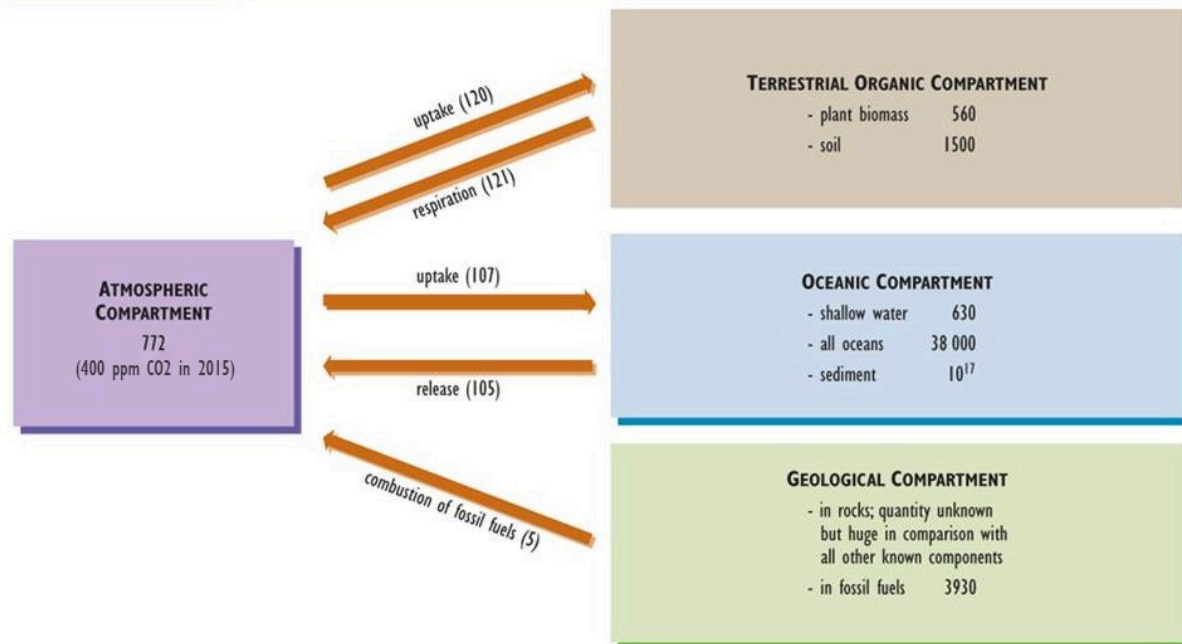 uptake (120)
respiration (121)
uptake (107)
release (105)
combustion of fossil fuels (5)
ATMOSPHERIC
COMPARTMENT
772
(400 ppm CO2 in 2015)
TERRESTRIAL ORGANIC COMPARTMENT
- plant biomass 560
- soil 1500
OCEANIC COMPARTMENT
- shallow water 630
- all oceans 38 000
- sediment 10¹⁷
GEOLOGICAL COMPARTMENT
- in rocks; quantity unknown
but huge in comparison with
all other known components
- in fossil fuels 3930